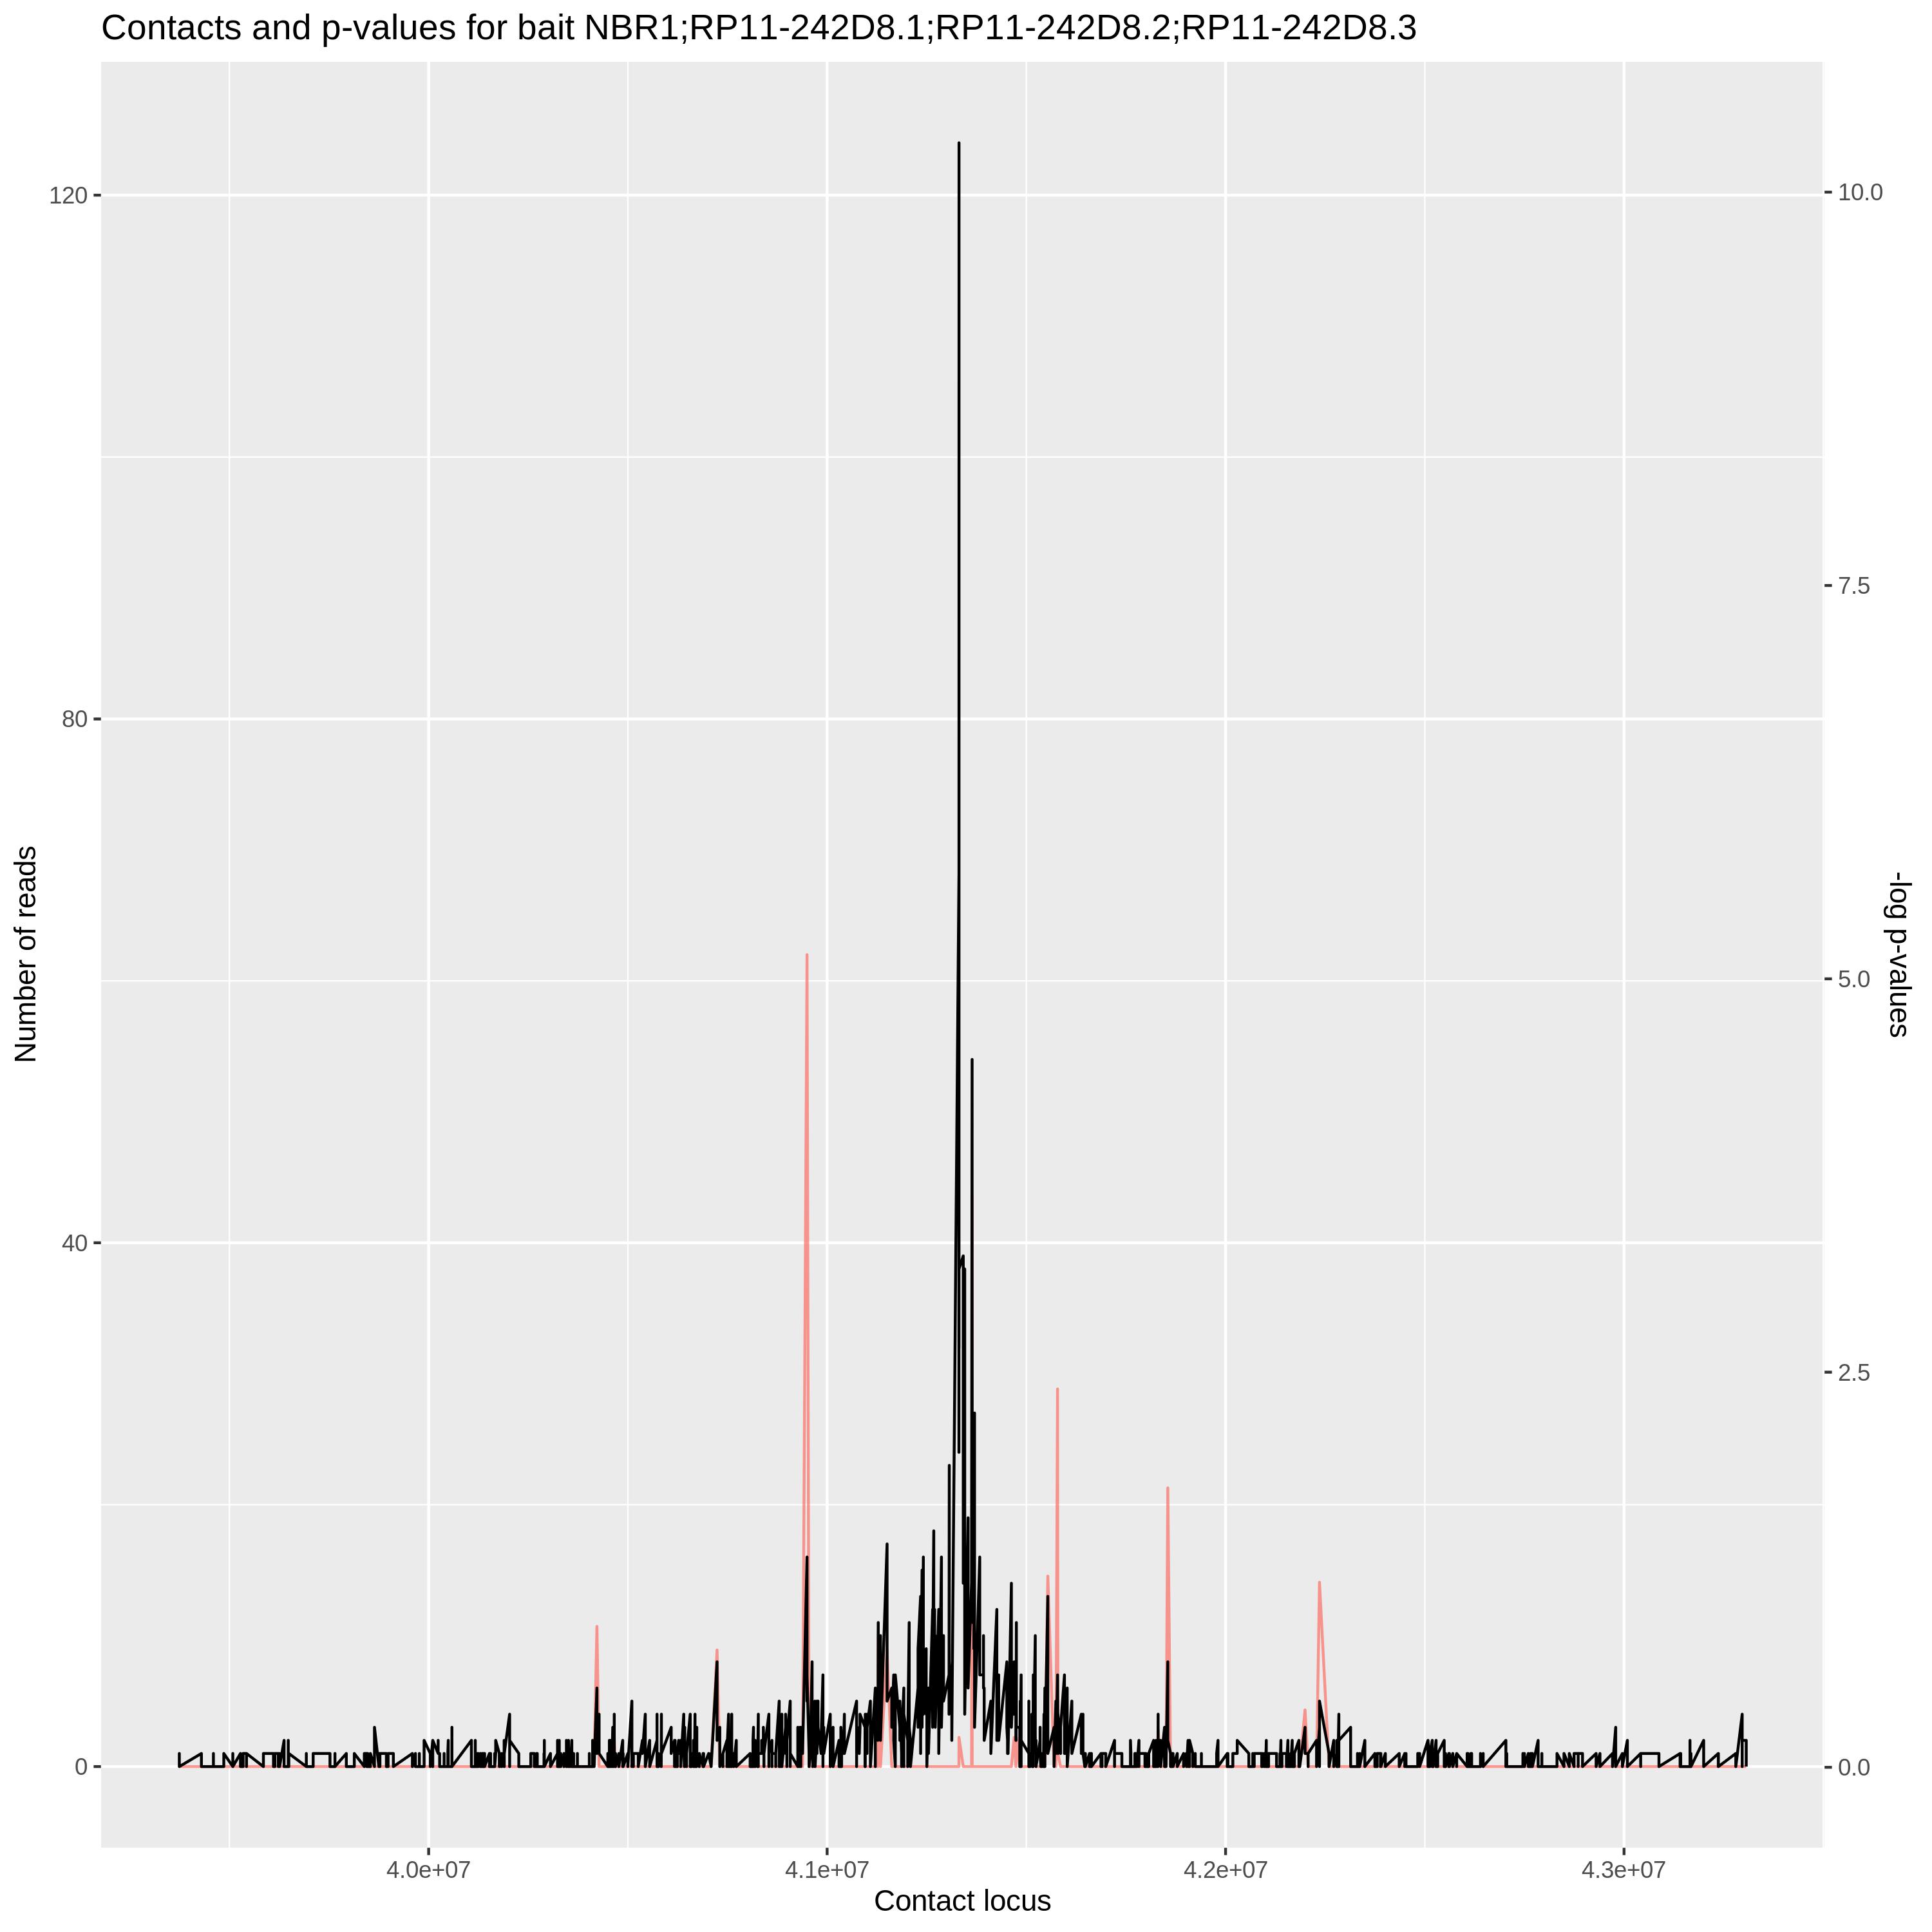 Contacts and p-values for bait NBR1;RP11-242D8.1;RP11-242D8.2;RP11-242D8.3
120
80
40
0
Number of reads
10.0
7.5
5.0
2.5
0.0
-log p-values
4.0e+07 4.1e+07 4.2e+07 4.3e+07
Contact locus